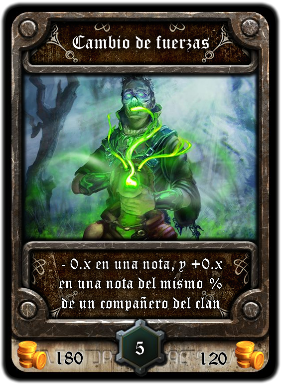 Cambio de fuerzas
- 0.x en una nota, y +0.x
en una nota del mismo %
de un compañero del clan
180
5
120